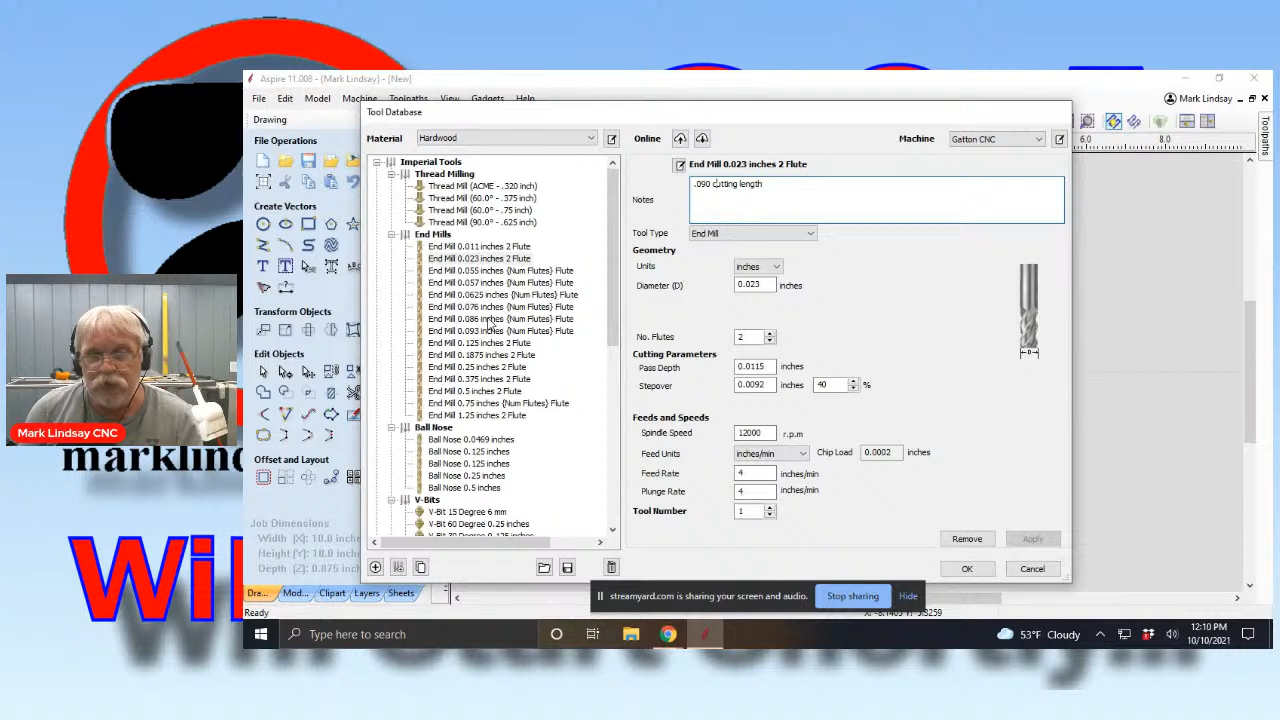 Aspire 11.008 - {Mark Lindsay} - [New]
File Edit Model Machine Toolpaths View Gadgets Help
Mark Lindsay
Drawing
File Operations
Create Vectors
Transform Objects
Edit Objects
Offset and Layout
Job Dimensions
Width (X): 10.0 in
Height (Y): 10.0 in
Depth (Z): 0.875 inch
Dra... Mod... Clipart Layers Sheets
Ready
Toolpaths
6.0 8.0
Tool Database
Material Hardwood
Online
Machine Gatton CNC
Imperial Tools
Thread Milling
Thread Mill (ACME - .320 inch)
Thread Mill (60.0° - .375 inch)
Thread Mill (60.0° - .75 inch)
Thread Mill (90.0° - .625 inch)
End Mills
End Mill 0.011 inches 2 Flute
End Mill 0.023 inches 2 Flute
End Mill 0.055 inches {Num Flutes} Flute
End Mill 0.057 inches {Num Flutes} Flute
End Mill 0.0625 inches {Num Flutes} Flute
End Mill 0.076 inches {Num Flutes} Flute
End Mill 0.086 inches {Num Flutes} Flute
End Mill 0.093 inches {Num Flutes} Flute
End Mill 0.125 inches 2 Flute
End Mill 0.1875 inches 2 Flute
End Mill 0.25 inches 2 Flute
End Mill 0.375 inches 2 Flute
End Mill 0.5 inches 2 Flute
End Mill 0.75 inches {Num Flutes} Flute
End Mill 1.25 inches 2 Flute
Ball Nose
Ball Nose 0.0469 inches
Ball Nose 0.125 inches
Ball Nose 0.125 inches
Ball Nose 0.25 inches
Ball Nose 0.5 inches
V-Bits
V-Bit 15 Degree 6 mm
V-Bit 60 Degree 0.25 inches
End Mill 0.023 inches 2 Flute
Notes .090 cutting length
Tool Type End Mill
Geometry
Units inches
Diameter (D) 0.023 inches
D
No. Flutes 2
Cutting Parameters
Pass Depth 0.0115 inches
Stepover 0.0092 inches 40 %
Feeds and Speeds
Spindle Speed 12000 r.p.m
Feed Units inches/min Chip Load 0.0002 inches
Feed Rate 4 inches/min
Plunge Rate 4 inches/min
Tool Number 1
Remove Apply
OK Cancel
streamyard.com is sharing your screen and audio. Stop sharing Hide
Type here to search
53°F Cloudy
12:10 PM
10/10/2021
Mark Lindsay CNC
marklind